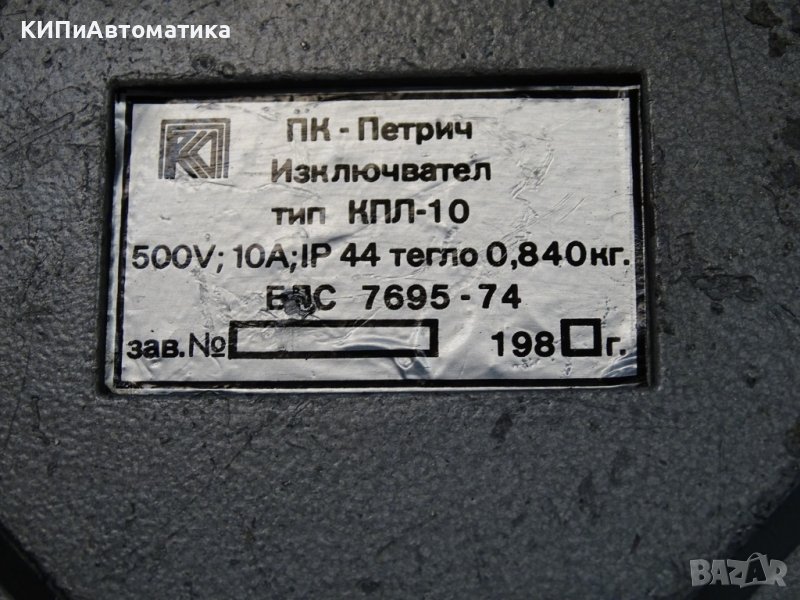 КИПиАвтоматика
ПК - Петрич
Изключвател
тип КПЛ-10
500V; 10A; IP 44 тегло 0,840кг.
БДС 7695 - 74
зав.№ 198 г.
BAZAR